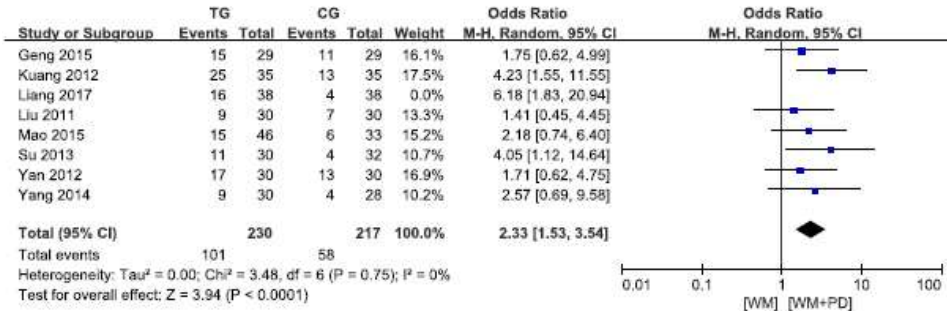 TG CG Odds Ratio Odds Ratio
Study or Subgroup Events Total Events Total Weight M-H, Random, 95% CI M-H, Random, 95% CI
Geng 2015 15 29 11 29 16.1% 1.75 [0.62, 4.99]
Kuang 2012 25 35 13 35 17.5% 4.23 [1.55, 11.55]
Liang 2017 16 38 4 38 0.0% 6.18 [1.83, 20.94]
Liu 2011 9 30 7 30 13.3% 1.41 [0.45, 4.45]
Mao 2015 15 46 6 33 15.2% 2.18 [0.74, 6.40]
Su 2013 11 30 4 32 10.7% 4.05 [1.12, 14.64]
Yan 2012 17 30 13 30 16.9% 1.71 [0.62, 4.75]
Yang 2014 9 30 4 28 10.2% 2.57 [0.69, 9.58]
Total (95% CI) 230 217 100.0% 2.33 [1.53, 3.54]
Total events 101 58
Heterogeneity: Tau² = 0.00; Chi² = 3.48, df = 6 (P = 0.75); I² = 0%
Test for overall effect: Z = 3.94 (P < 0.0001)
0.01 0.1 1 10 100
[WM] [WM+PD]